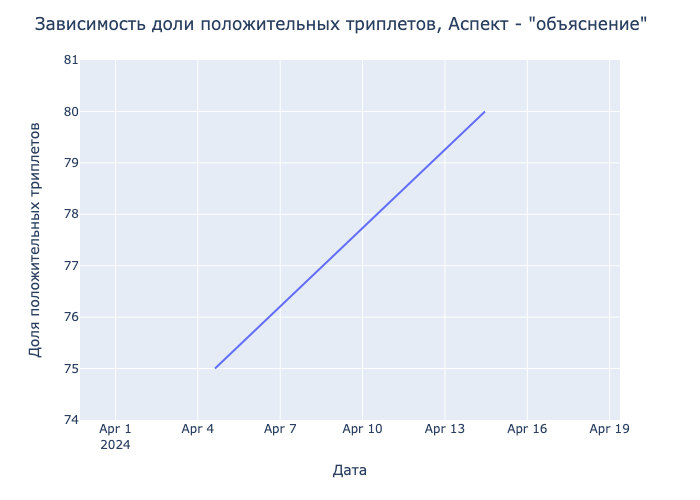 Зависимость доли положительных триплетов, Аспект - "объяснение"
Доля положительных триплетов
81
80
79
78
77
76
75
74
Apr 1 Apr 4 Apr 7 Apr 10 Apr 13 Apr 16 Apr 19
2024
Дата